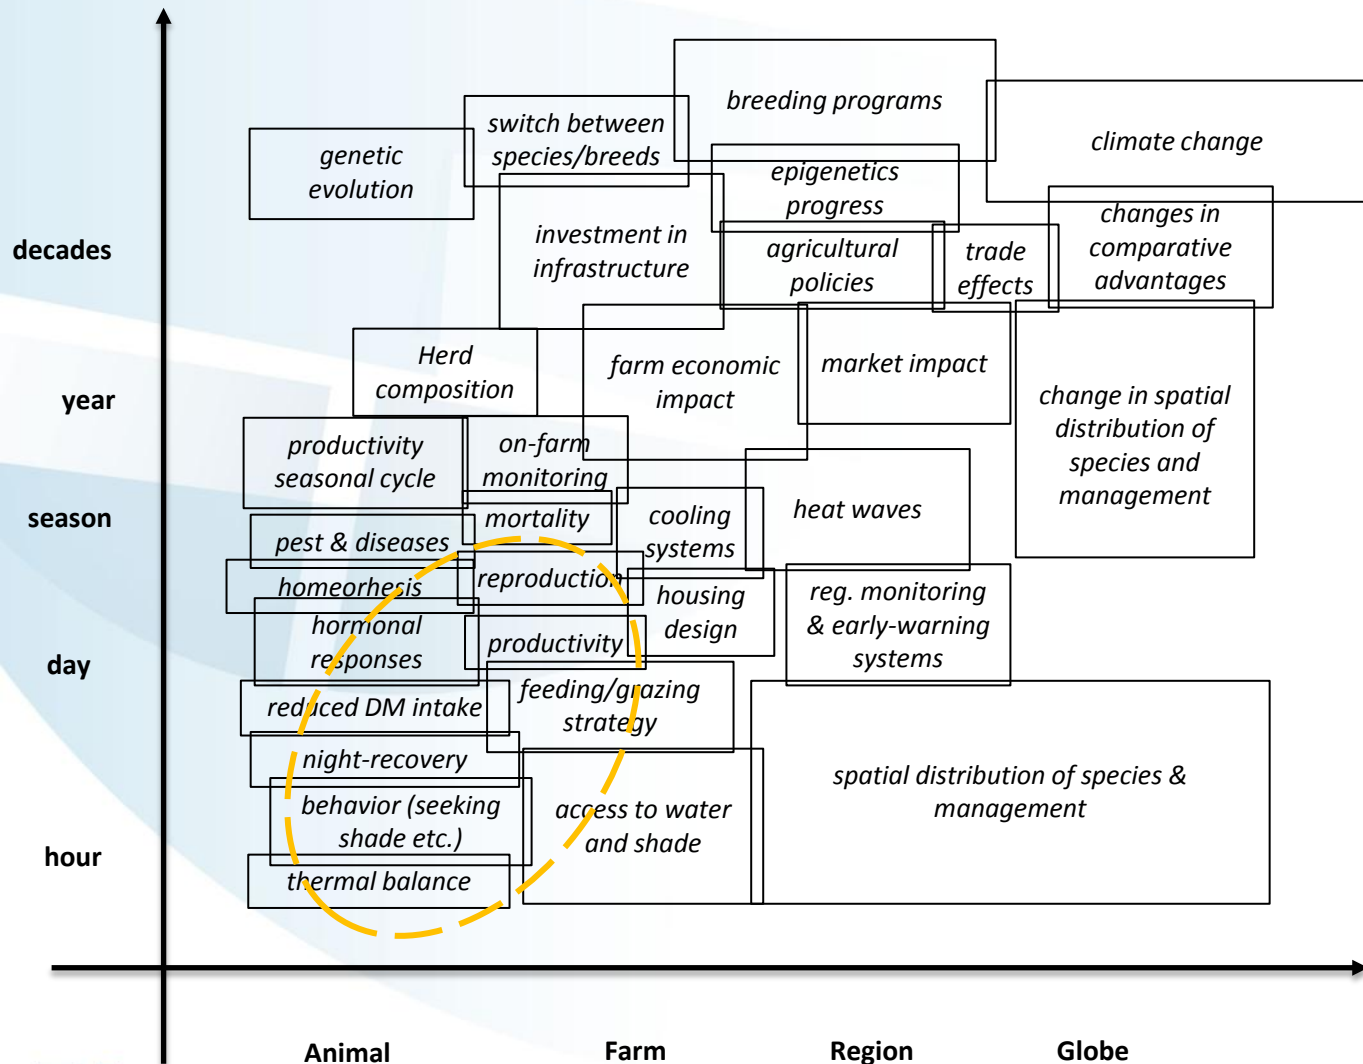 breeding programs
switch between
species/breeds
climate change
genetic
evolution
epigenetics
progress
changes in
comparative
advantages
investment in
infrastructure
agricultural
policies
trade
effects
decades
Herd
composition
farm economic
impact
market impact
year
change in spatial
distribution of
species and
management
productivity
seasonal cycle
on-farm
monitoring
season
mortality
cooling
systems
heat waves
pest & diseases
reproduction
homeorhesis
housing
design
reg. monitoring
& early-warning
systems
hormonal
responses
productivity
day
feeding/grazing
strategy
reduced DM intake
night-recovery
spatial distribution of species &
management
behavior (seeking
shade etc.)
access to water
and shade
hour
thermal balance
Animal
Farm
Region
Globe